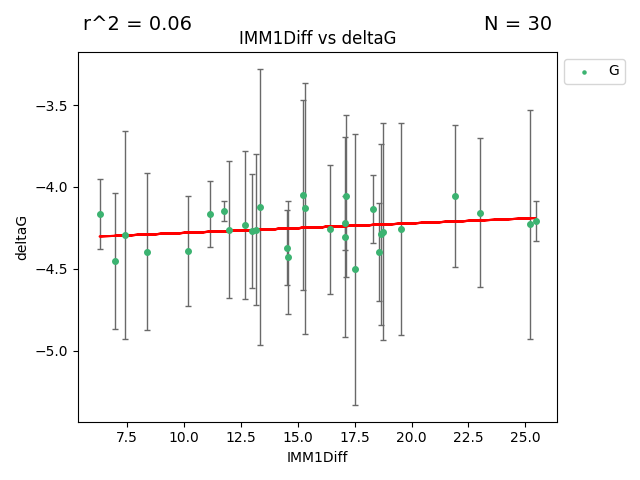 r^2 = 0.06
N = 30
IMM1Diff vs deltaG
G
deltaG
−3.5
−4.0
−4.5
−5.0
7.5 10.0 12.5 15.0 17.5 20.0 22.5 25.0
IMM1Diff